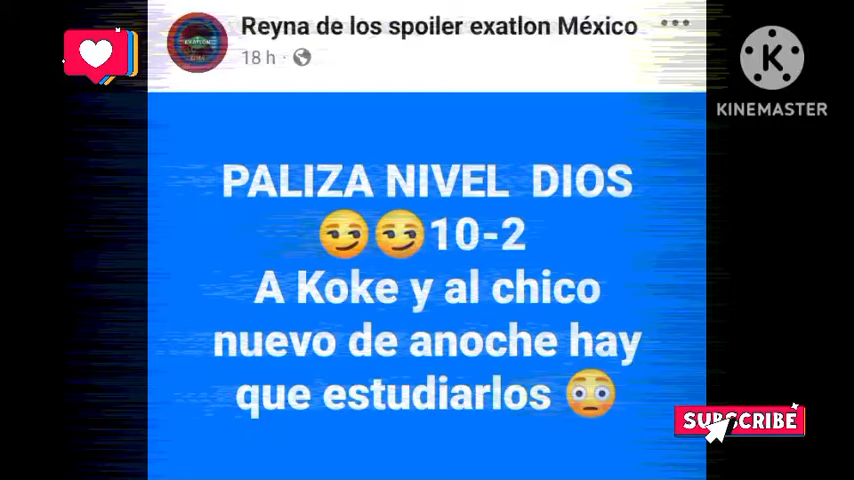 Reyna de los spoiler exatlon México
18 h ·
KINEMASTER
PALIZA NIVEL DIOS
😏😏10-2
A Koke y al chico
nuevo de anoche hay
que estudiarlos 😳
SUBSCRIBE